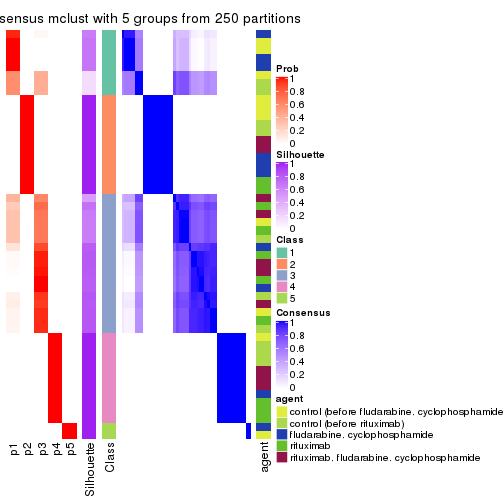 sensus mclust with 5 groups from 250 partitions
Prob
1
0.8
0.6
0.4
0.2
0
Silhouette
1
0.8
0.6
0.4
0.2
0
Class
1
2
3
4
5
Consensus
1
0.8
0.6
0.4
0.2
0
agent
control (before fludarabine. cyclophosphamide
control (before rituximab)
fludarabine. cyclophosphamide
rituximab
rituximab. fludarabine. cyclophosphamide
p1
p2
p3
p4
p5
Silhouette
Class
agent